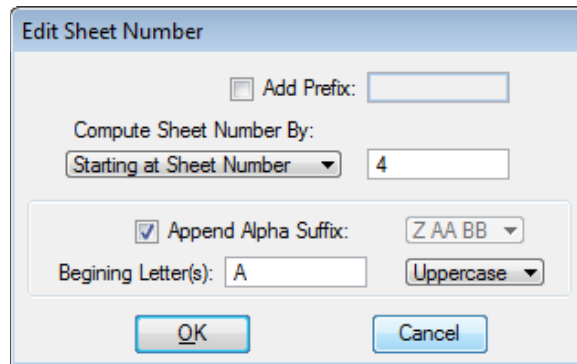 Edit Sheet Number
Add Prefix:
Compute Sheet Number By:
Starting at Sheet Number 4
Append Alpha Suffix: Z AA BB
Begining Letter(s): A Uppercase
OK Cancel